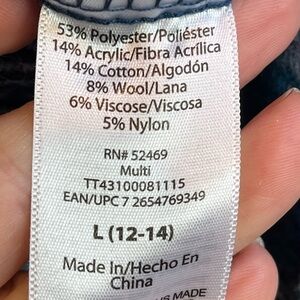 53% Polyester/Poliéster
14% Acrylic/Fibra Acrílica
14% Cotton/Algodón
8% Wool/Lana
6% Viscose/Viscosa
5% Nylon
RN# 52469
Multi
TT43100081115
EAN/UPC 7 2654769349
L (12-14)
Made In/Hecho En
China
MADE